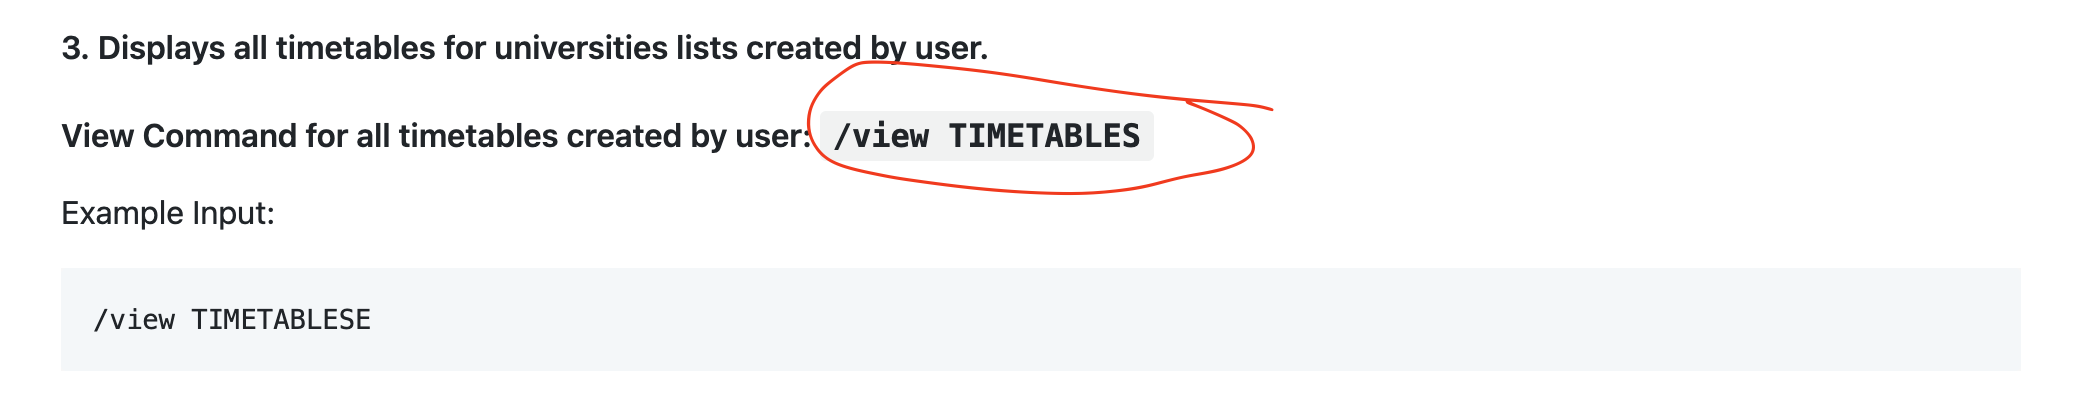 3. Displays all timetables for universities lists created by user.
View Command for all timetables created by user: /view TIMETABLES
Example Input:
/view TIMETABLESE